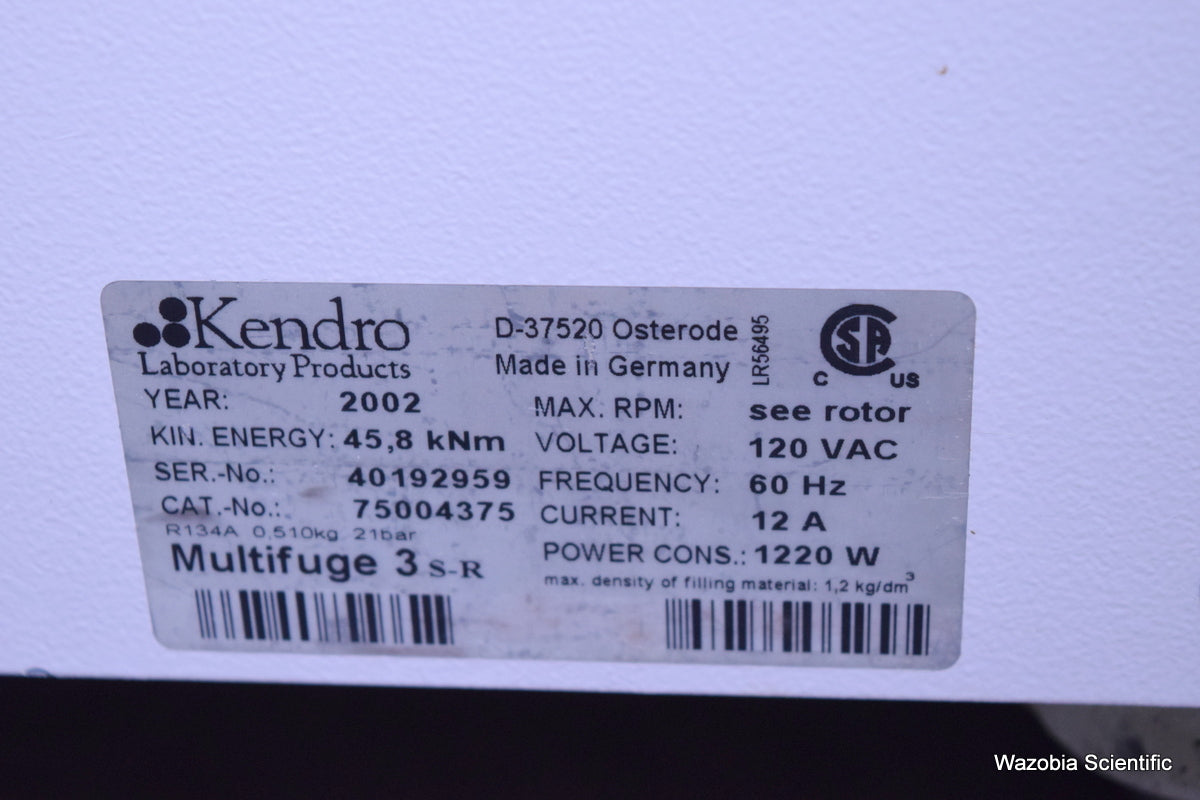 Kendro
Laboratory Products
D-37520 Osterode
Made in Germany
LR56495
CSA
C US
YEAR: 2002
KIN. ENERGY: 45,8 kNm
SER.-No.: 40192959
CAT.-No.: 75004375
R134A 0,510kg 21bar
Multifuge 3 S-R
MAX. RPM: see rotor
VOLTAGE: 120 VAC
FREQUENCY: 60 Hz
CURRENT: 12 A
POWER CONS.: 1220 W
max. density of filling material: 1,2 kg/dm³
Wazobia Scientific